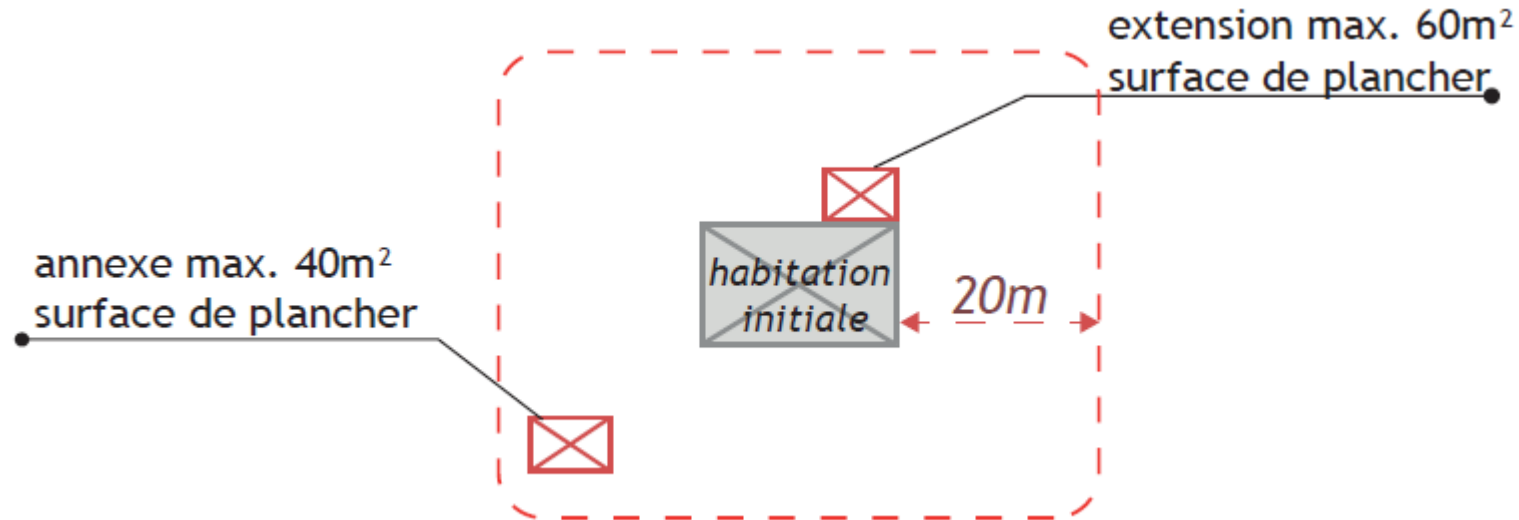 extension max. 60m²
surface de plancher
annexe max. 40m²
surface de plancher
habitation
initiale
20m